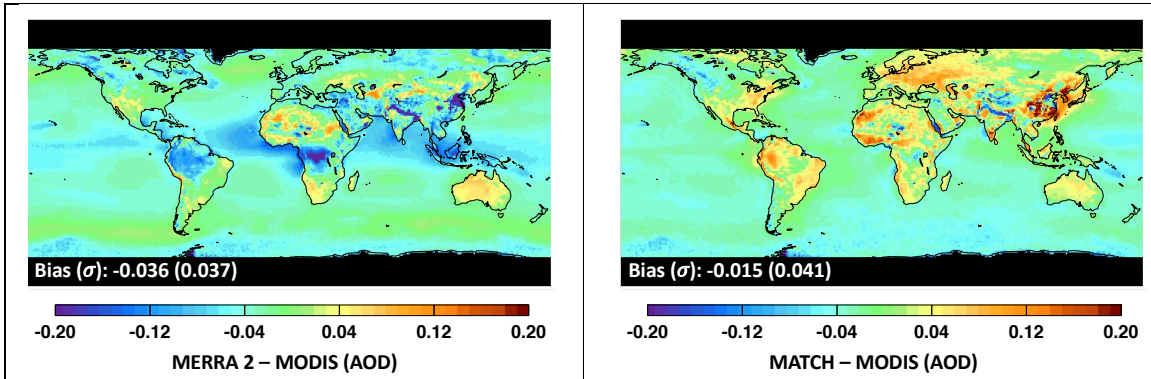 Bias (σ): -0.036 (0.037)
-0.20 -0.12 -0.04 0.04 0.12 0.20
MERRA 2 – MODIS (AOD)
Bias (σ): -0.015 (0.041)
-0.20 -0.12 -0.04 0.04 0.12 0.20
MATCH – MODIS (AOD)